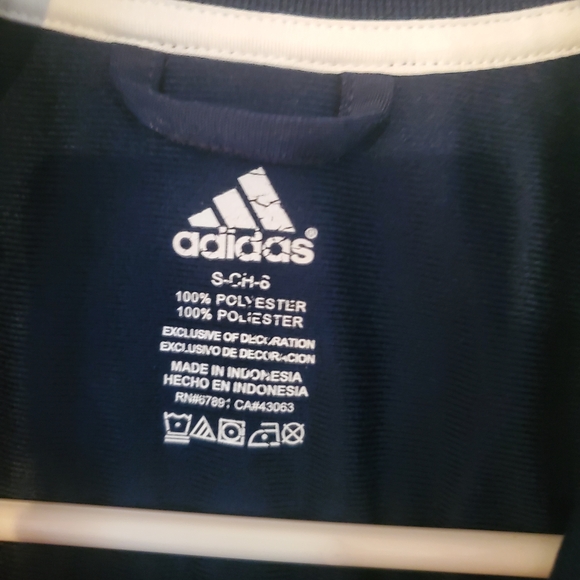 adidas®
S-CH-6
100% POLYESTER
100% POLIESTER
EXCLUSIVE OF DECORATION
EXCLUSIVO DE DECORACION
MADE IN INDONESIA
HECHO EN INDONESIA
RN#67891 CA#43063